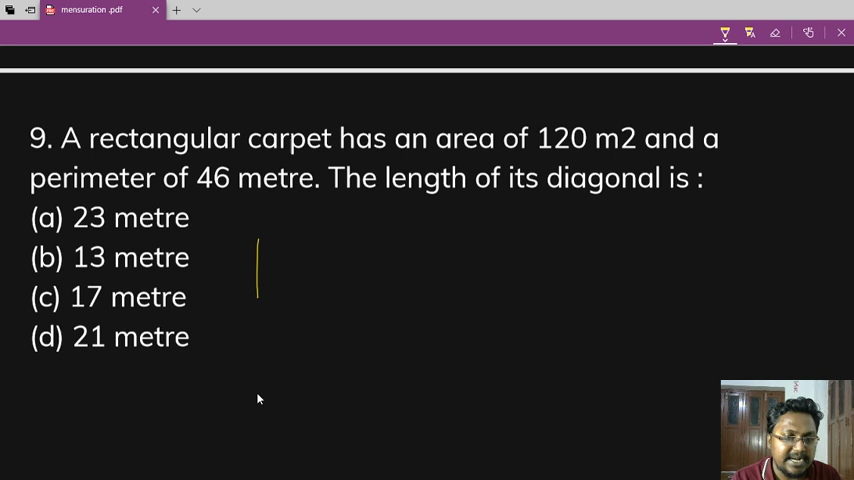 mensuration .pdf
9. A rectangular carpet has an area of 120 m2 and a
perimeter of 46 metre. The length of its diagonal is :
(a) 23 metre
(b) 13 metre
(c) 17 metre
(d) 21 metre